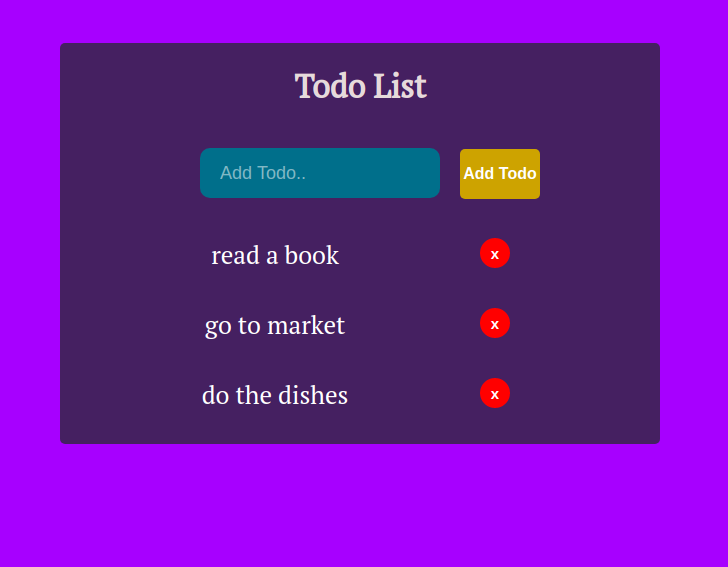 Todo List
Add Todo.. Add Todo
read a book x
go to market x
do the dishes x